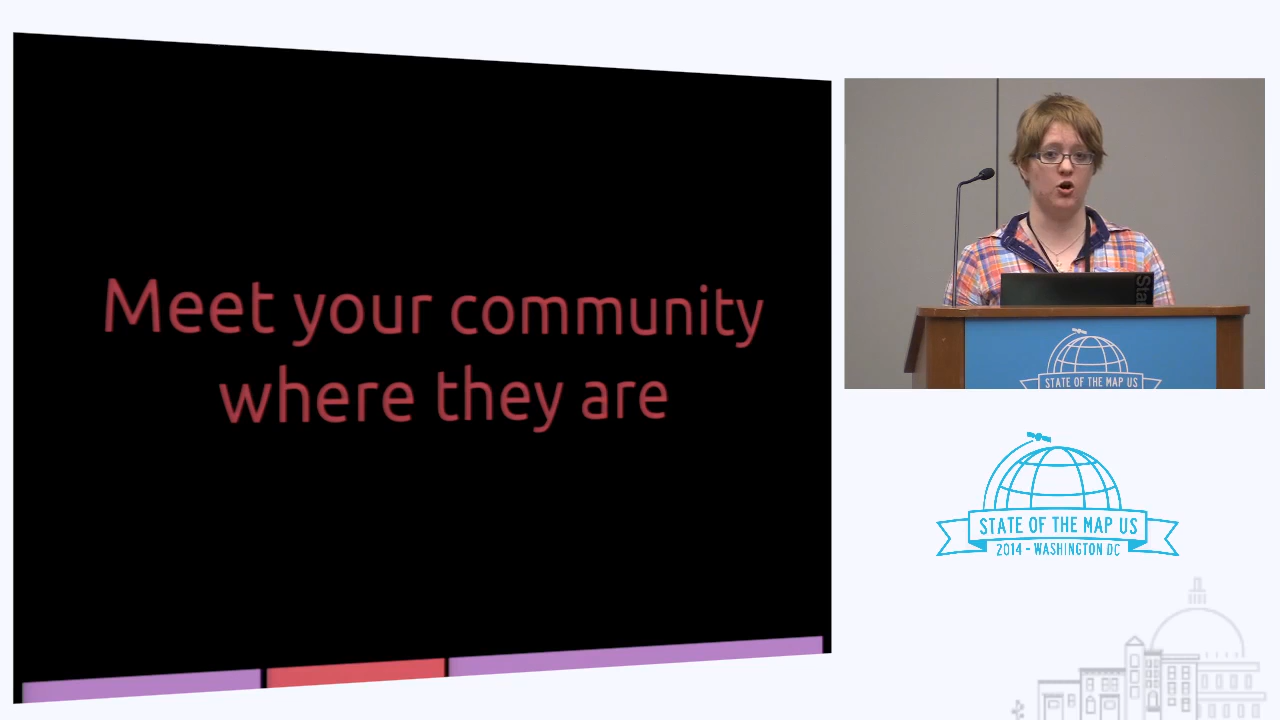 Meet your community
where they are
Sta
STATE OF THE MAP US
STATE OF THE MAP US
2014 - WASHINGTON DC